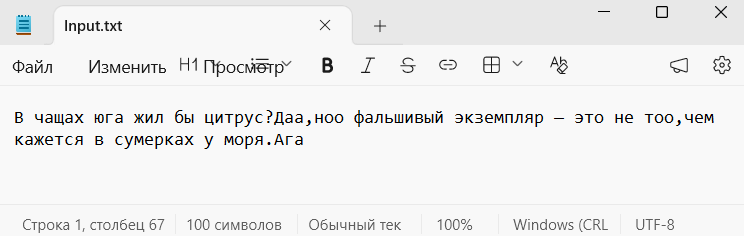 Input.txt
Файл Изменить H1 Просмотр B I S
В чащах юга жил бы цитрус?Даа,ноо фальшивый экземпляр — это не тоо,чем
кажется в сумерках у моря.Ага
Строка 1, столбец 67 100 символов Обычный тек 100% Windows (CRL UTF-8